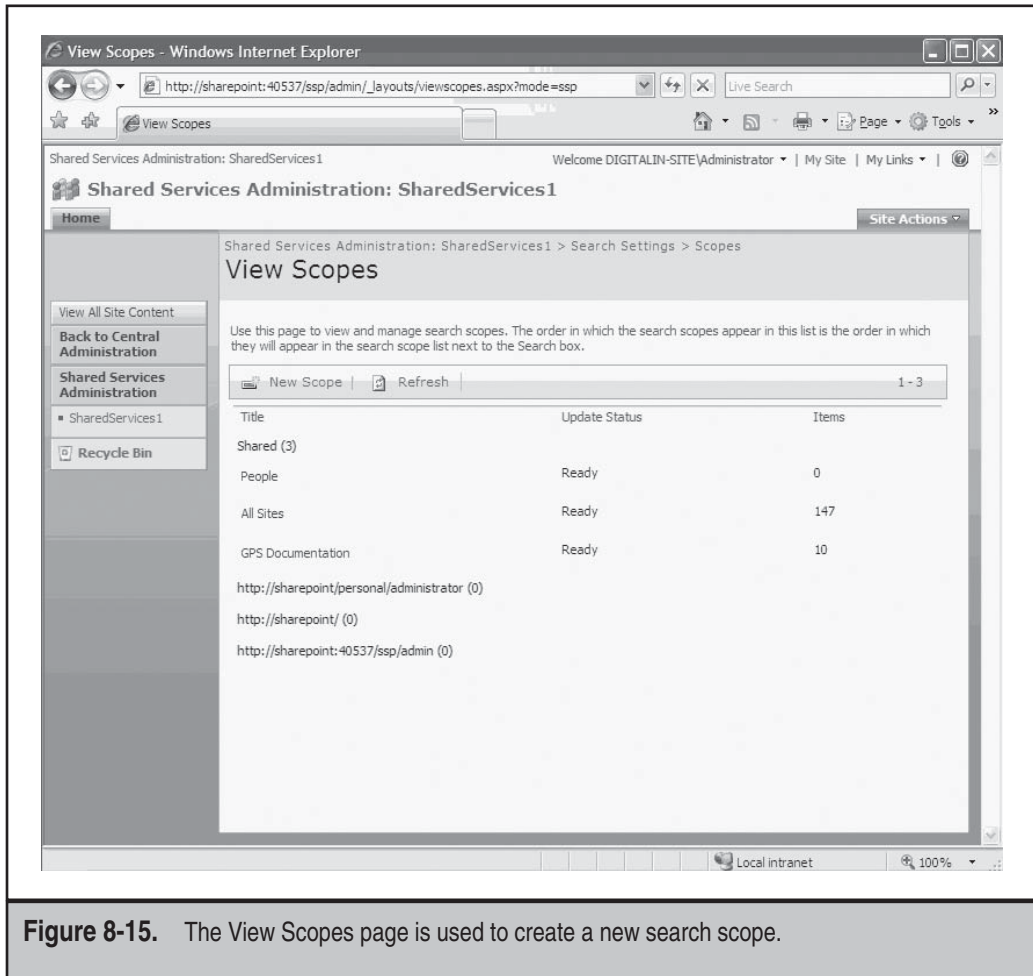 View Scopes - Windows Internet Explorer
http://sharepoint:40537/ssp/admin/_layouts/viewscopes.aspx?mode=ssp
Live Search
View Scopes
Page
Tools
Shared Services Administration: SharedServices1
Welcome DIGITALIN-SITE\Administrator | My Site | My Links |
Shared Services Administration: SharedServices1
Home
Site Actions
Shared Services Administration: SharedServices1 > Search Settings > Scopes
View Scopes
View All Site Content
Back to Central
Administration
Shared Services
Administration
SharedServices1
Recycle Bin
Use this page to view and manage search scopes. The order in which the search scopes appear in this list is the order in which
they will appear in the search scope list next to the Search box.
New Scope | Refresh | 1 - 3
Title Update Status Items
Shared (3)
People Ready 0
All Sites Ready 147
GPS Documentation Ready 10
http://sharepoint/personal/administrator (0)
http://sharepoint/ (0)
http://sharepoint:40537/ssp/admin (0)
Local intranet 100%
Figure 8-15. The View Scopes page is used to create a new search scope.